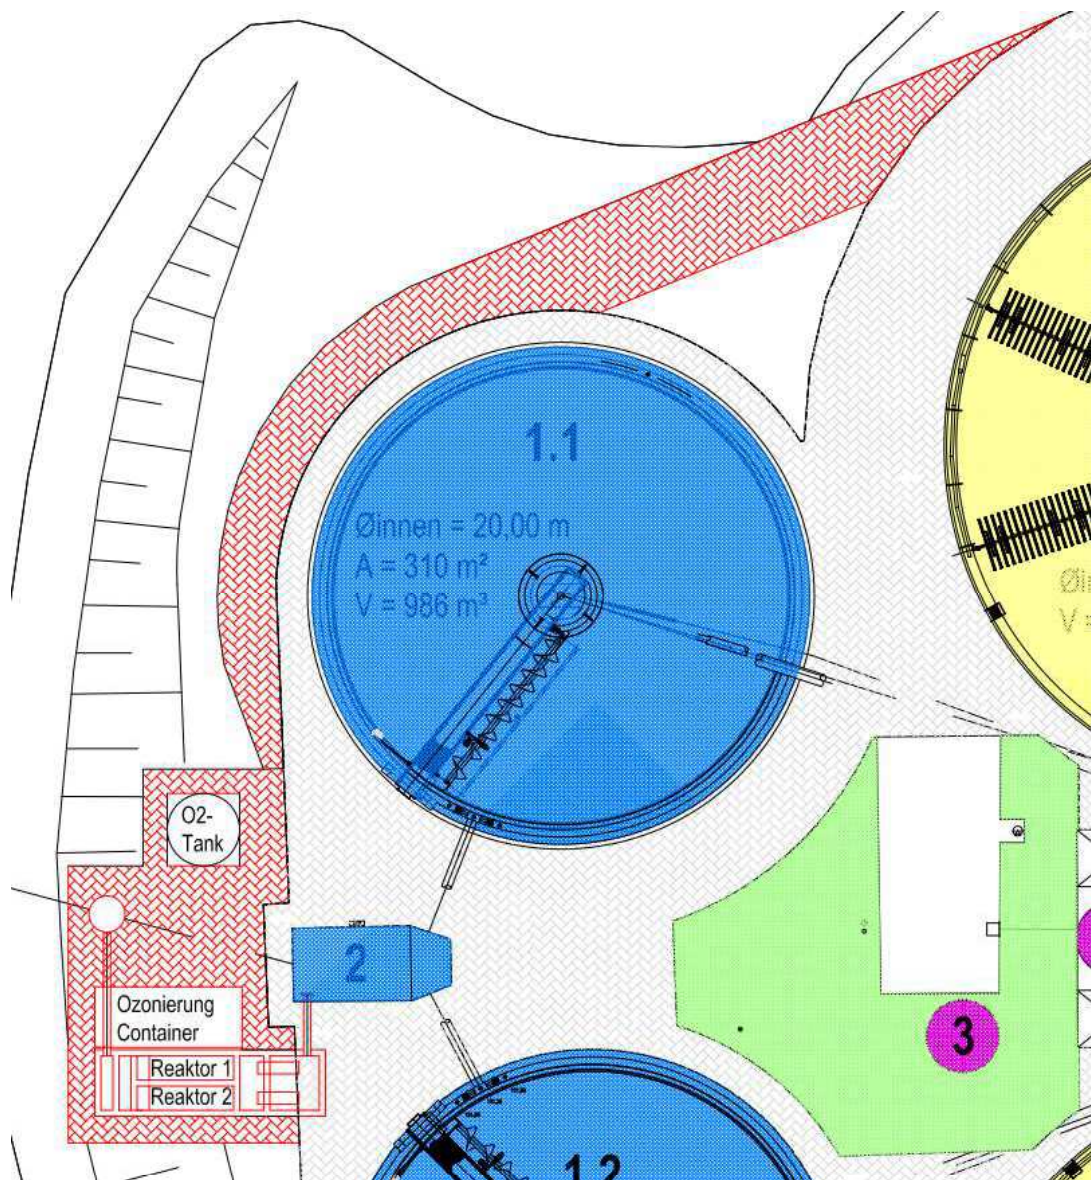 1.1
Øinnen = 20,00 m
A = 310 m²
V = 986 m³
Øi
V =
O2-
Tank
2
Ozonierung
Container
Reaktor 1
Reaktor 2
3
1.2